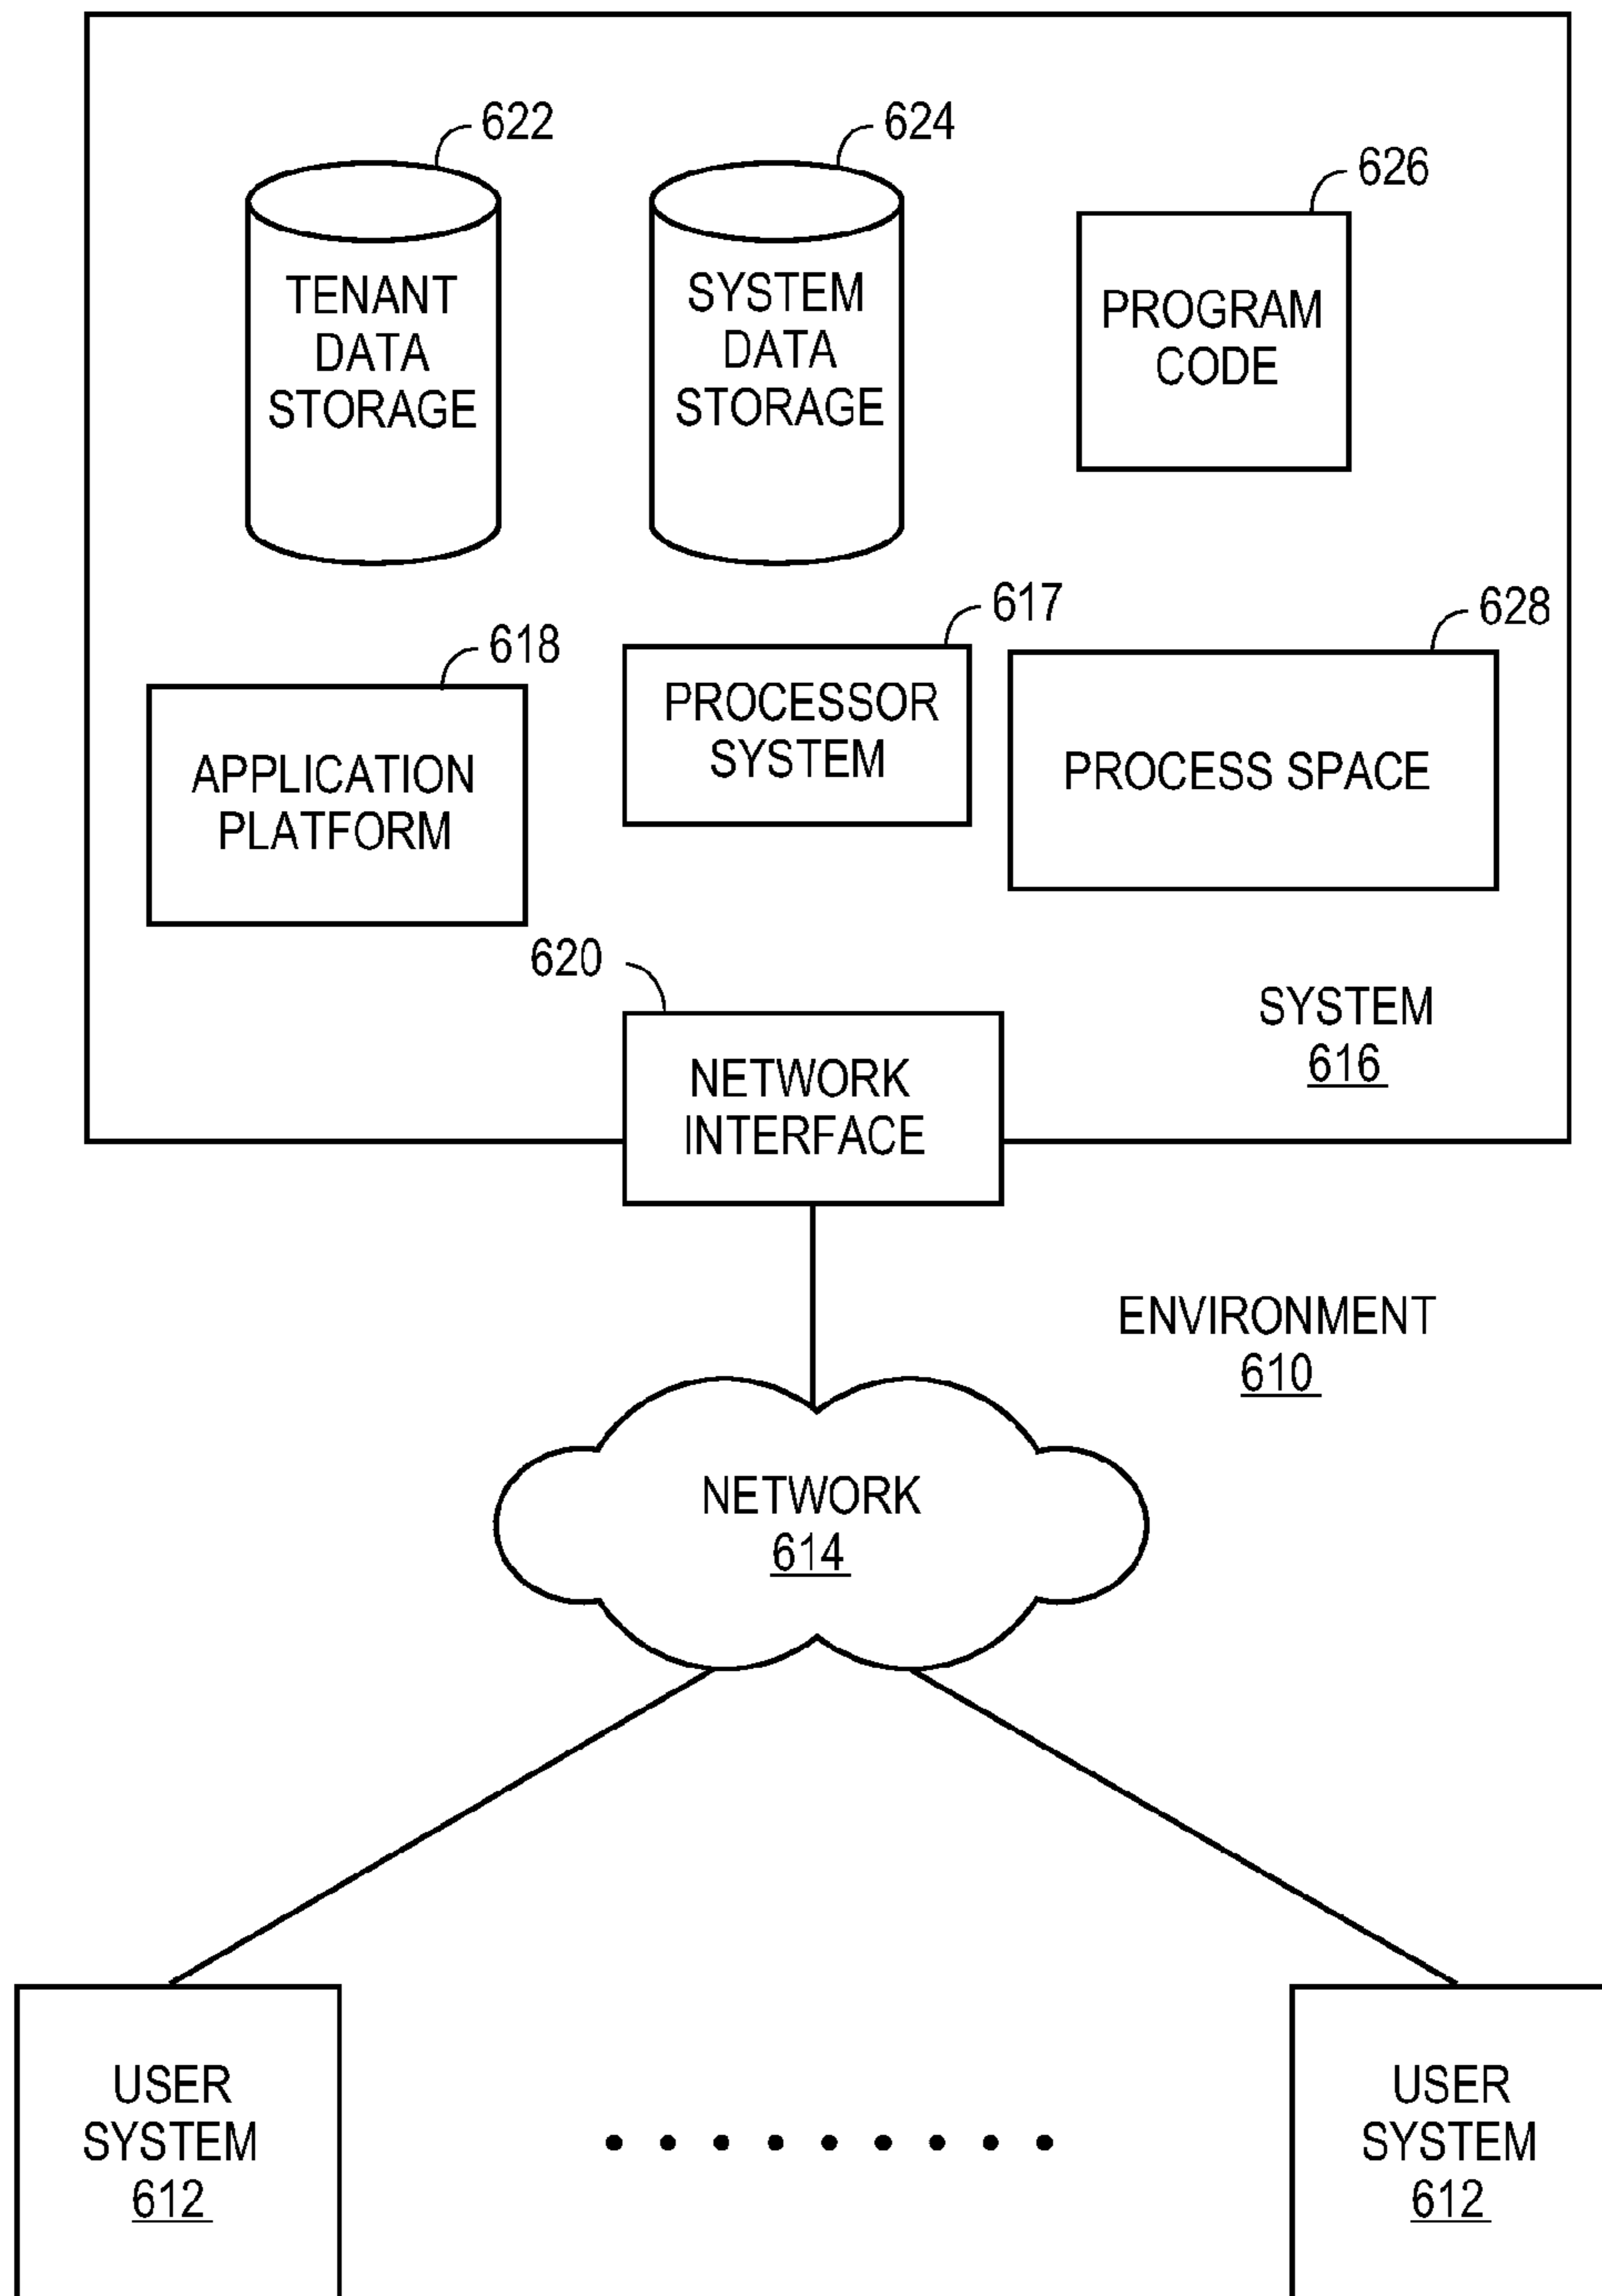 622
624
626
TENANT
DATA
STORAGE
SYSTEM
DATA
STORAGE
PROGRAM
CODE
618
617
628
APPLICATION
PLATFORM
PROCESSOR
SYSTEM
PROCESS SPACE
620
NETWORK
INTERFACE
SYSTEM
616
ENVIRONMENT
610
NETWORK
614
USER
SYSTEM
612
USER
SYSTEM
612